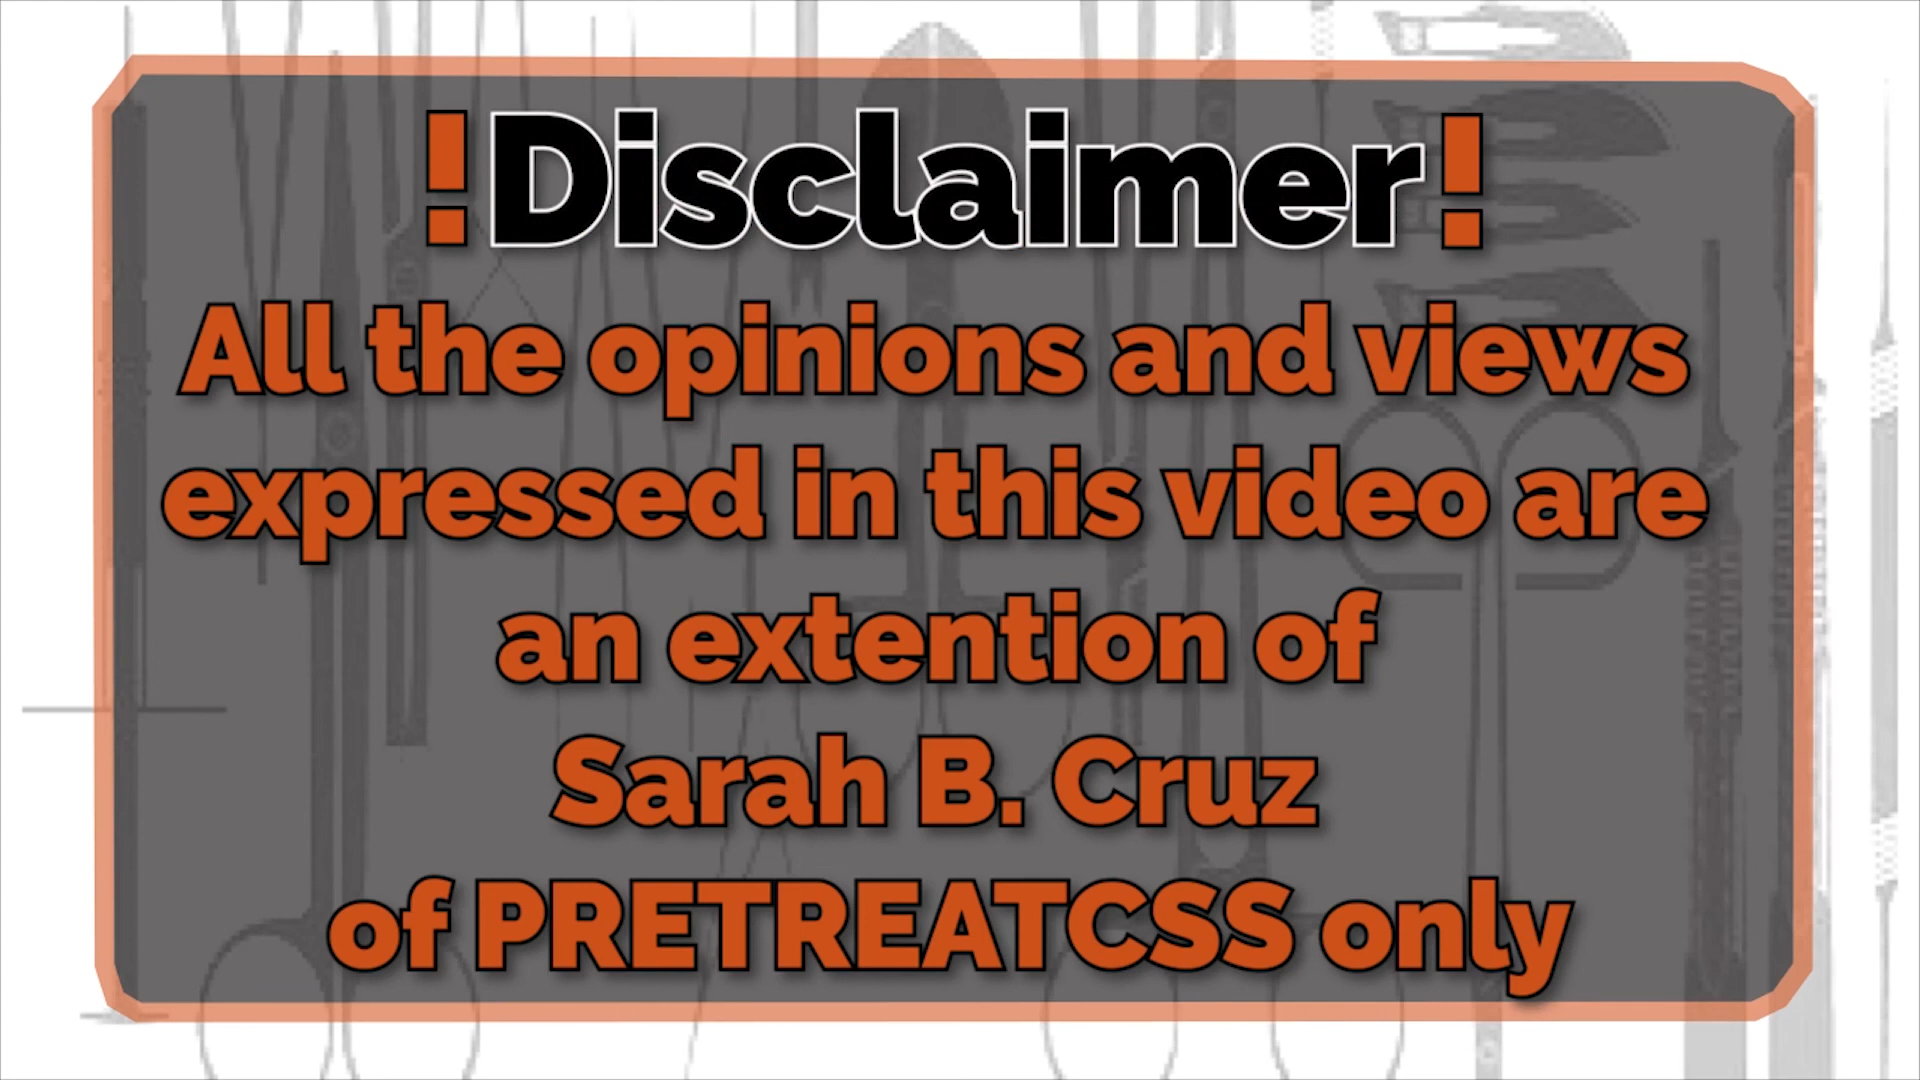 !Disclaimer!
All the opinions and views
expressed in this video are
an extention of
Sarah B. Cruz
of PRETREATCSS only